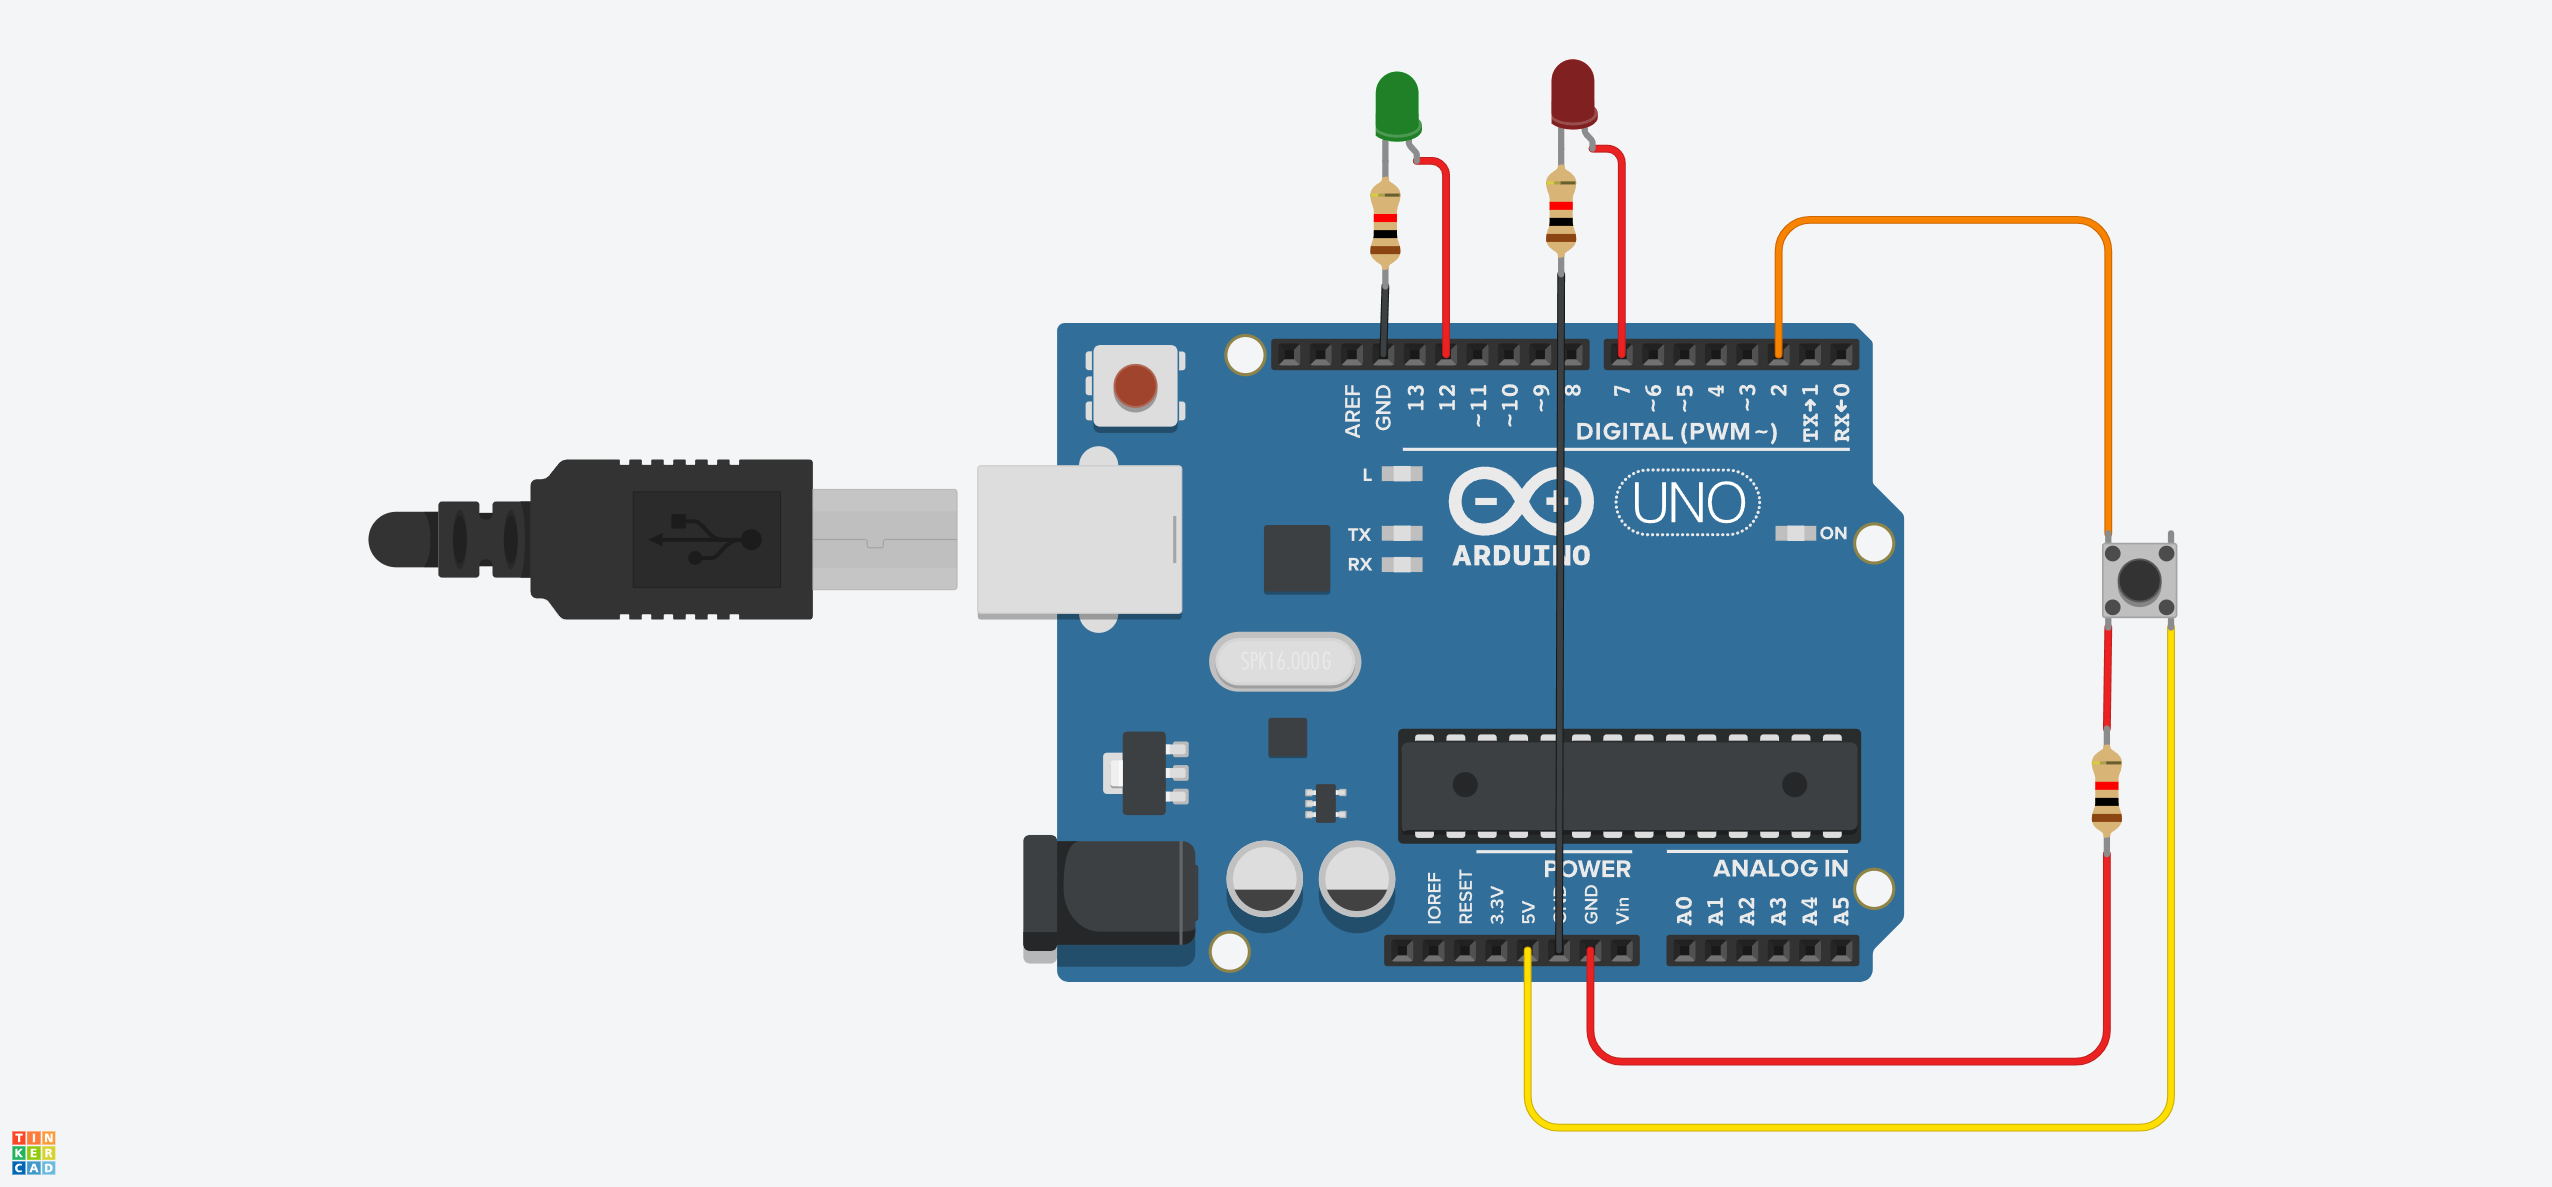 AREF
GND
13
12
~11
~10
~9
8
7
~6
~5
4
~3
2
TX→1
RX←0
DIGITAL (PWM~)
L
TX
RX
ARDUINO
UNO
ON
SPK16.000G
POWER
ANALOG IN
IOREF
RESET
3.3V
5V
GND
GND
Vin
A0
A1
A2
A3
A4
A5
TIN
KER
CAD